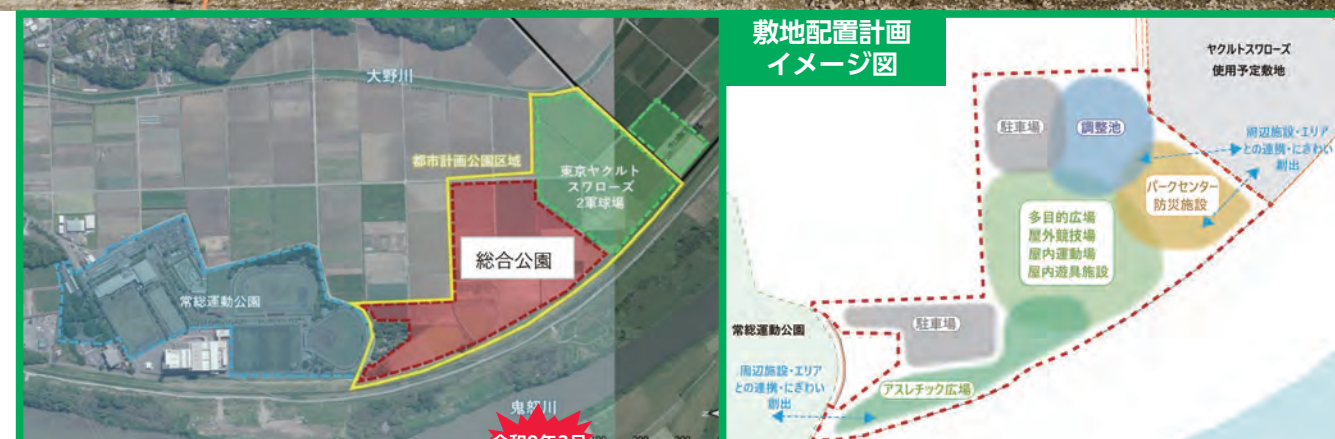 大野川
都市計画公園区域
東京ヤクルト
スワローズ
2軍球場
総合公園
常総運動公園
鬼怒川
敷地配置計画
イメージ図
ヤクルトスワローズ
使用予定敷地
駐車場
調整池
周辺施設・エリア
との連携・にぎわい
創出
パークセンター
防災施設
多目的広場
屋外競技場
屋内運動場
屋内遊具施設
駐車場
常総運動公園
周辺施設・エリア
との連携・にぎわい
創出
アスレチック広場